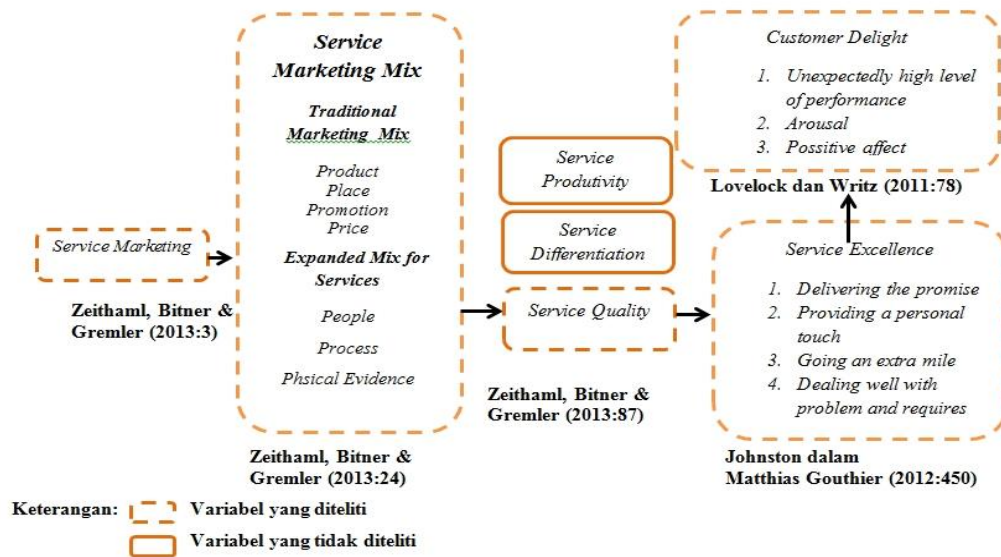 Service Marketing
Zeithaml, Bitner &
Gremler (2013:3)
Service
Marketing Mix
Traditional
Marketing Mix
Product
Place
Promotion
Price
Expanded Mix for
Services
People
Process
Phsical Evidence
Zeithaml, Bitner &
Gremler (2013:24)
Service
Produtivity
Service
Differentiation
Service Quality
Zeithaml, Bitner &
Gremler (2013:87)
Customer Delight
1. Unexpectedly high level
of performance
2. Arousal
3. Possitive affect
Lovelock dan Writz (2011:78)
Service Excellence
1. Delivering the promise
2. Providing a personal
touch
3. Going an extra mile
4. Dealing well with
problem and requires
Johnston dalam
Matthias Gouthier (2012:450)
Keterangan:
Variabel yang diteliti
Variabel yang tidak diteliti